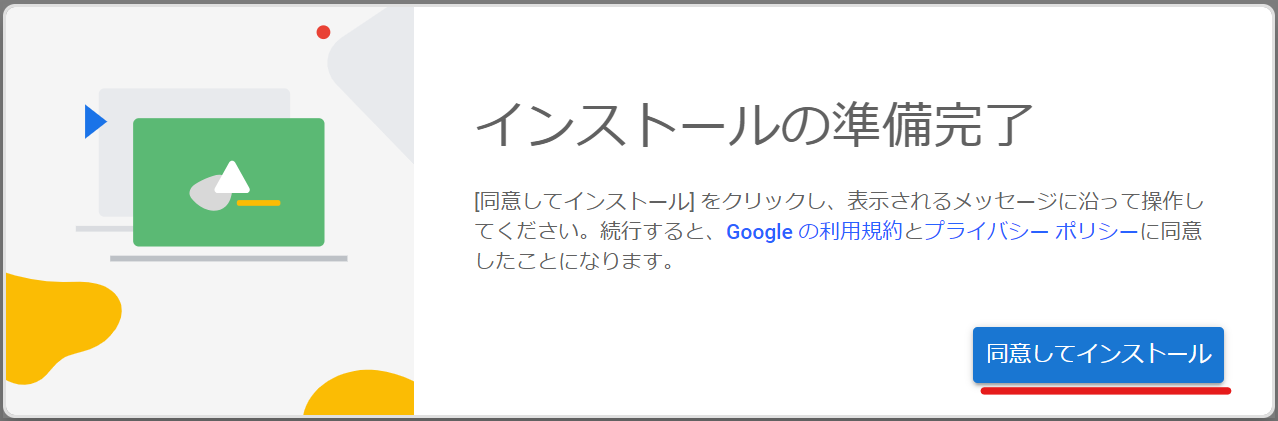 インストールの準備完了
[同意してインストール] をクリックし、表示されるメッセージに沿って操作し
てください。続行すると、Google の利用規約とプライバシー ポリシーに同意
したことになります。
同意してインストール